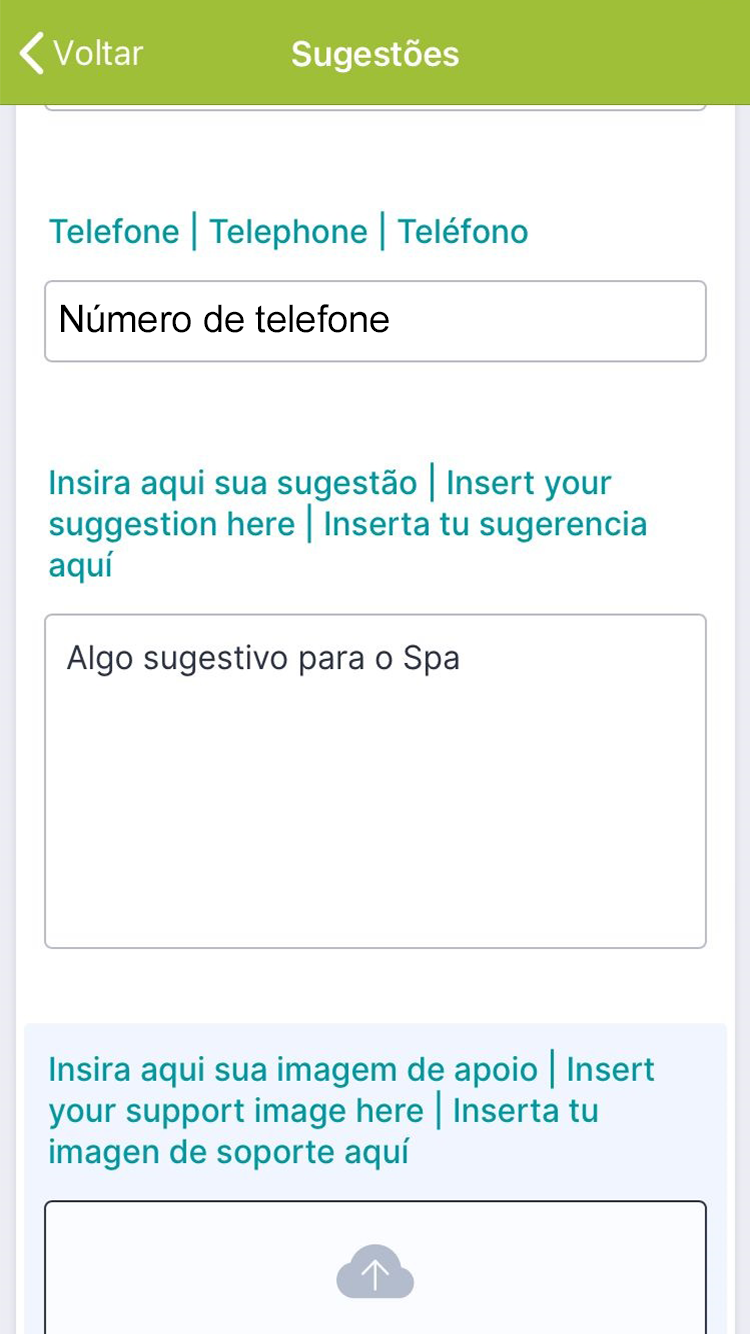 Voltar
Sugestões
Telefone | Telephone | Teléfono
Número de telefone
Insira aqui sua sugestão | Insert your
suggestion here | Inserta tu sugerencia
aquí
Algo sugestivo para o Spa
Insira aqui sua imagem de apoio | Insert
your support image here | Inserta tu
imagen de soporte aquí